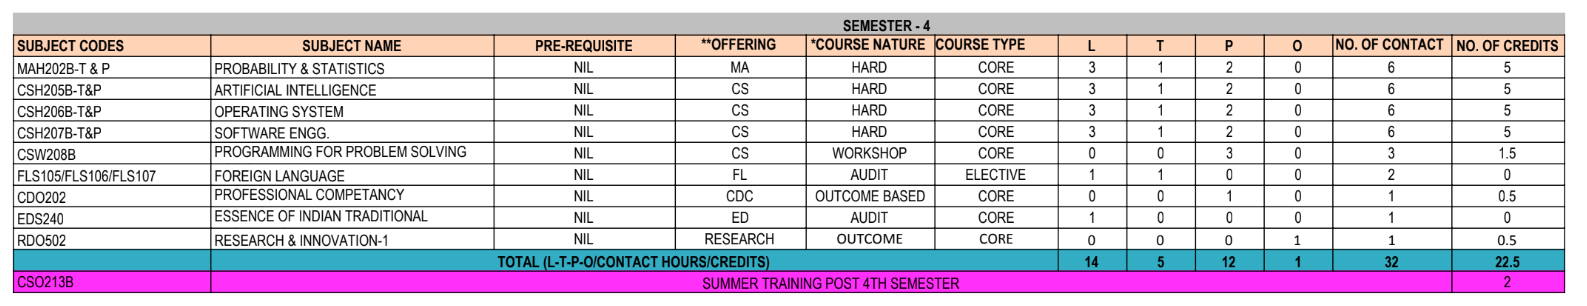 SEMESTER - 4
SUBJECT CODES SUBJECT NAME PRE-REQUISITE **OFFERING *COURSE NATURE COURSE TYPE L T P O NO. OF CONTACT NO. OF CREDITS
MAH202B-T & P PROBABILITY & STATISTICS NIL MA HARD CORE 3 1 2 0 6 5
CSH205B-T&P ARTIFICIAL INTELLIGENCE NIL CS HARD CORE 3 1 2 0 6 5
CSH206B-T&P OPERATING SYSTEM NIL CS HARD CORE 3 1 2 0 6 5
CSH207B-T&P SOFTWARE ENGG. NIL CS HARD CORE 3 1 2 0 6 5
CSW208B PROGRAMMING FOR PROBLEM SOLVING NIL CS WORKSHOP CORE 0 0 3 0 3 1.5
FLS105/FLS106/FLS107 FOREIGN LANGUAGE NIL FL AUDIT ELECTIVE 1 1 0 0 2 0
CDO202 PROFESSIONAL COMPETANCY NIL CDC OUTCOME BASED CORE 0 0 1 0 1 0.5
EDS240 ESSENCE OF INDIAN TRADITIONAL NIL ED AUDIT CORE 1 0 0 0 1 0
RDO502 RESEARCH & INNOVATION-1 NIL RESEARCH OUTCOME CORE 0 0 0 1 1 0.5
TOTAL (L-T-P-O/CONTACT HOURS/CREDITS) 14 5 12 1 32 22.5
CSO213B SUMMER TRAINING POST 4TH SEMESTER 2